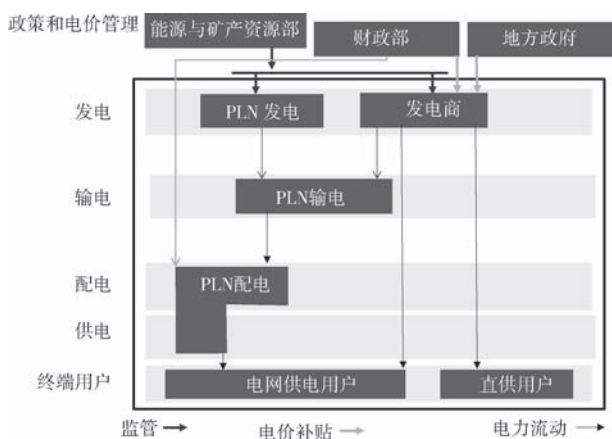 政策和电价管理
能源与矿产资源部
财政部
地方政府
发电
PLN 发电
发电商
输电
PLN输电
配电
PLN配电
供电
终端用户
电网供电用户
直供用户
监管
电价补贴
电力流动